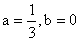 a = 1/3, b = 0